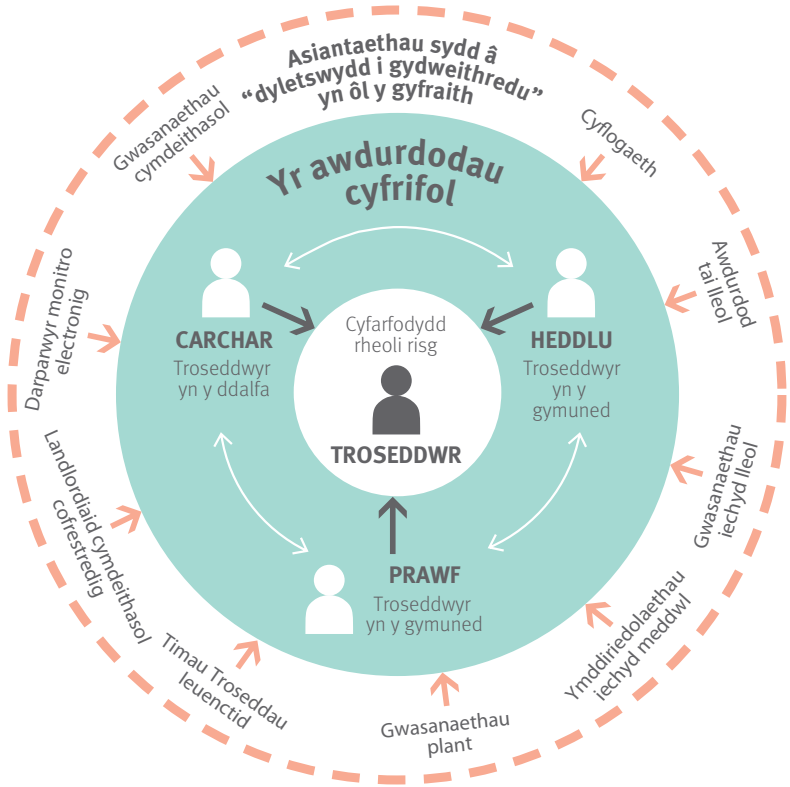 Asiantaethau sydd â
“dyletswydd i gydweithredu”
yn ôl y gyfraith
Yr awdurdodau
cyfrifol
CARCHAR
Troseddwyr
yn y ddalfa
HEDDLU
Troseddwyr
yn y
gymuned
Cyfarfodydd
rheoli risg
TROSEDDWR
PRAWF
Troseddwyr
yn y gymuned
Cyflogaeth
Awdurdod
tai lleol
Gwasanaethau
iechyd lleol
Ymddiriedolaethau
iechyd meddwl
Gwasanaethau
plant
Timau Troseddau
Ieuenctid
Landlordiaid cymdeithasol
cofrestredig
Darparwyr monitro
electronig
Gwasanaethau
cymdeithasol